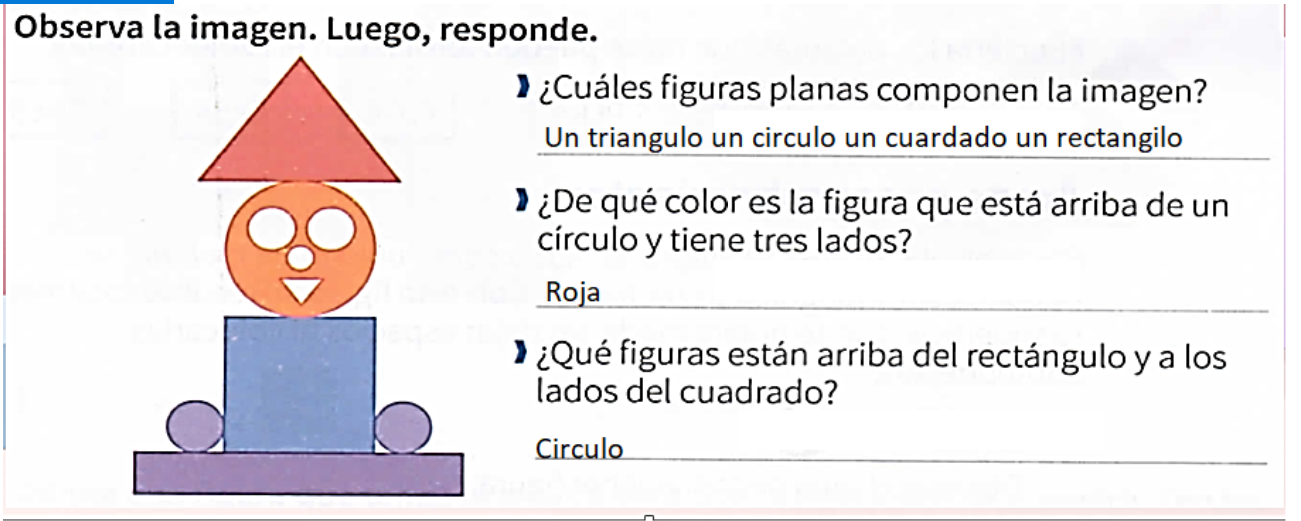 Observa la imagen. Luego, responde.
¿Cuáles figuras planas componen la imagen?
Un triangulo un circulo un cuardado un rectangilo
¿De qué color es la figura que está arriba de un
círculo y tiene tres lados?
Roja
¿Qué figuras están arriba del rectángulo y a los
lados del cuadrado?
Circulo